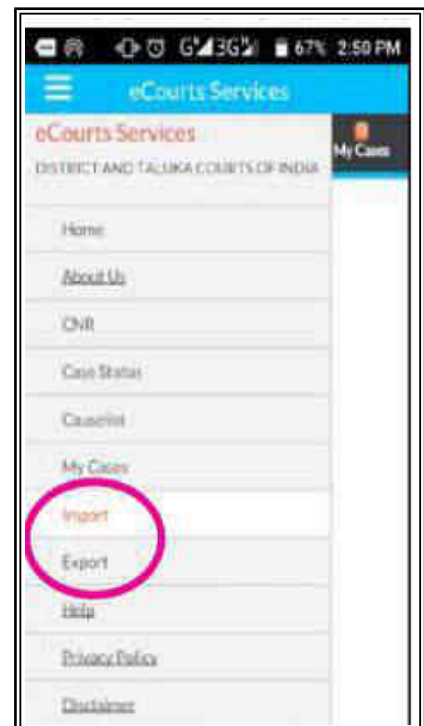 G 3G 67% 2:50 PM
eCourts Services
eCourts Services
DISTRICT AND TALUKA COURTS OF INDIA
My Cases
Home
About Us
CNR
Case Status
Causelist
My Cases
Import
Export
Help
Privacy Policy
Disclaimer